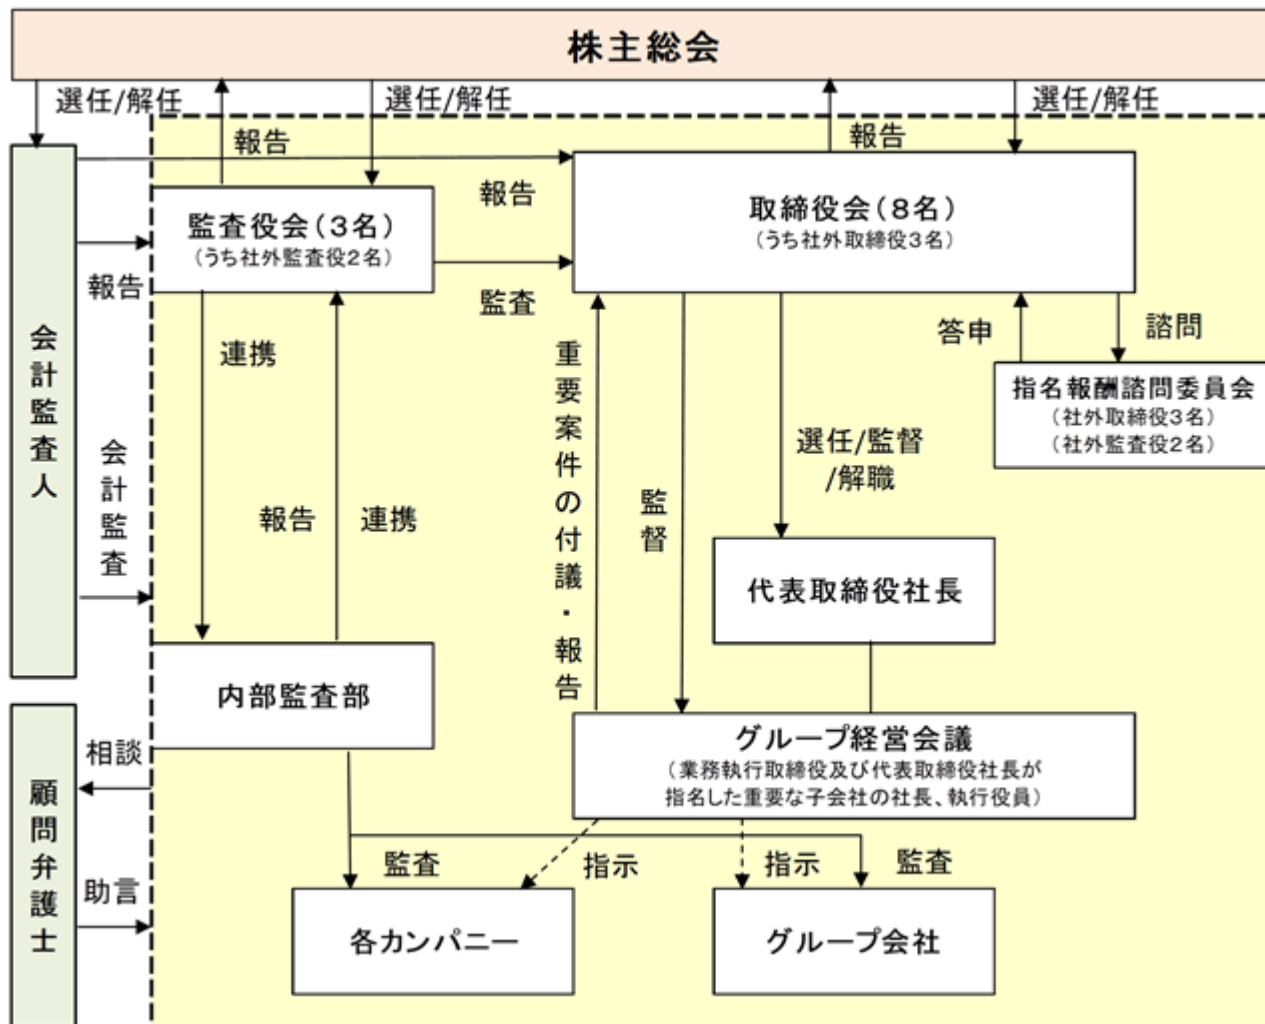 株主総会
選任/解任
報告
選任/解任
報告
選任/解任
会計監査人
報告
報告
監査役会(3名)
(うち社外監査役2名)
監査
取締役会(8名)
(うち社外取締役3名)
連携
報告
連携
会計監査
重要案件の付議・報告
監督
選任/監督
/解職
答申
諮問
指名報酬諮問委員会
(社外取締役3名)
(社外監査役2名)
代表取締役社長
内部監査部
グループ経営会議
(業務執行取締役及び代表取締役社長が
指名した重要な子会社の社長、執行役員)
顧問弁護士
相談
助言
監査
指示
指示
監査
各カンパニー
グループ会社